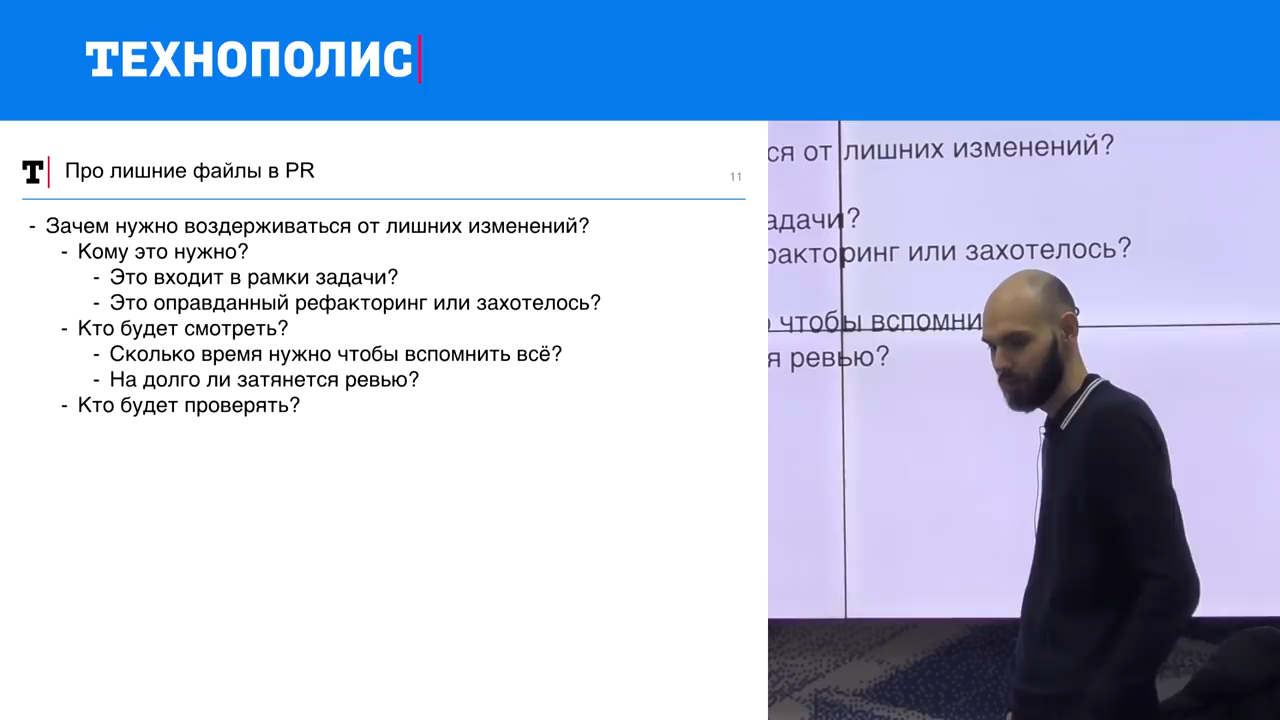 ТЕХНОПОЛИС
Т Про лишние файлы в PR
11
- Зачем нужно воздерживаться от лишних изменений?
- Кому это нужно?
- Это входит в рамки задачи?
- Это оправданный рефакторинг или захотелось?
- Кто будет смотреть?
- Сколько время нужно чтобы вспомнить всё?
- На долго ли затянется ревью?
- Кто будет проверять?
ся от лишних изменений?
адачи?
факторинг или захотелось?
чтобы вспомни
?
я ревью?